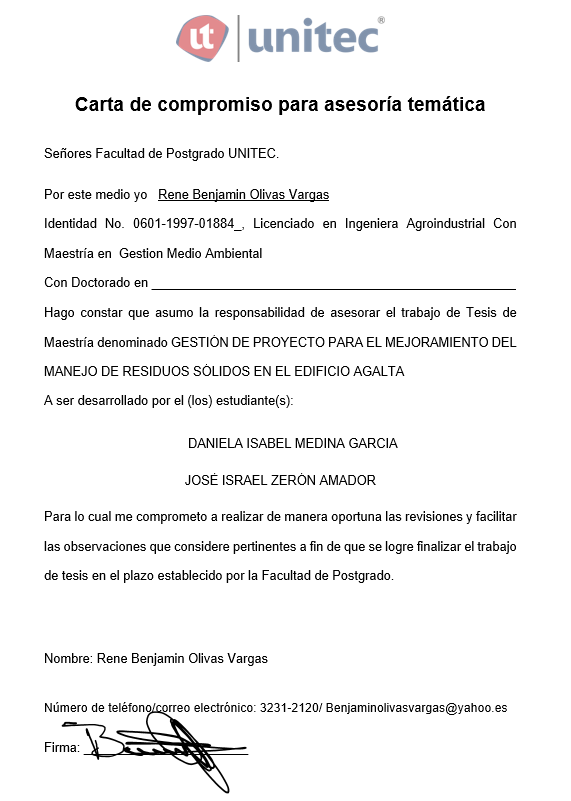 ut unitec®
Carta de compromiso para asesoría temática
Señores Facultad de Postgrado UNITEC.
Por este medio yo Rene Benjamin Olivas Vargas
Identidad No. 0601-1997-01884_, Licenciado en Ingeniera Agroindustrial Con
Maestría en Gestion Medio Ambiental
Con Doctorado en
Hago constar que asumo la responsabilidad de asesorar el trabajo de Tesis de
Maestría denominado GESTIÓN DE PROYECTO PARA EL MEJORAMIENTO DEL
MANEJO DE RESIDUOS SÓLIDOS EN EL EDIFICIO AGALTA
A ser desarrollado por el (los) estudiante(s):
DANIELA ISABEL MEDINA GARCIA
JOSÉ ISRAEL ZERÓN AMADOR
Para lo cual me comprometo a realizar de manera oportuna las revisiones y facilitar
las observaciones que considere pertinentes a fin de que se logre finalizar el trabajo
de tesis en el plazo establecido por la Facultad de Postgrado.
Nombre: Rene Benjamin Olivas Vargas
Número de teléfono/correo electrónico: 3231-2120/ Benjaminolivasvargas@yahoo.es
Firma: